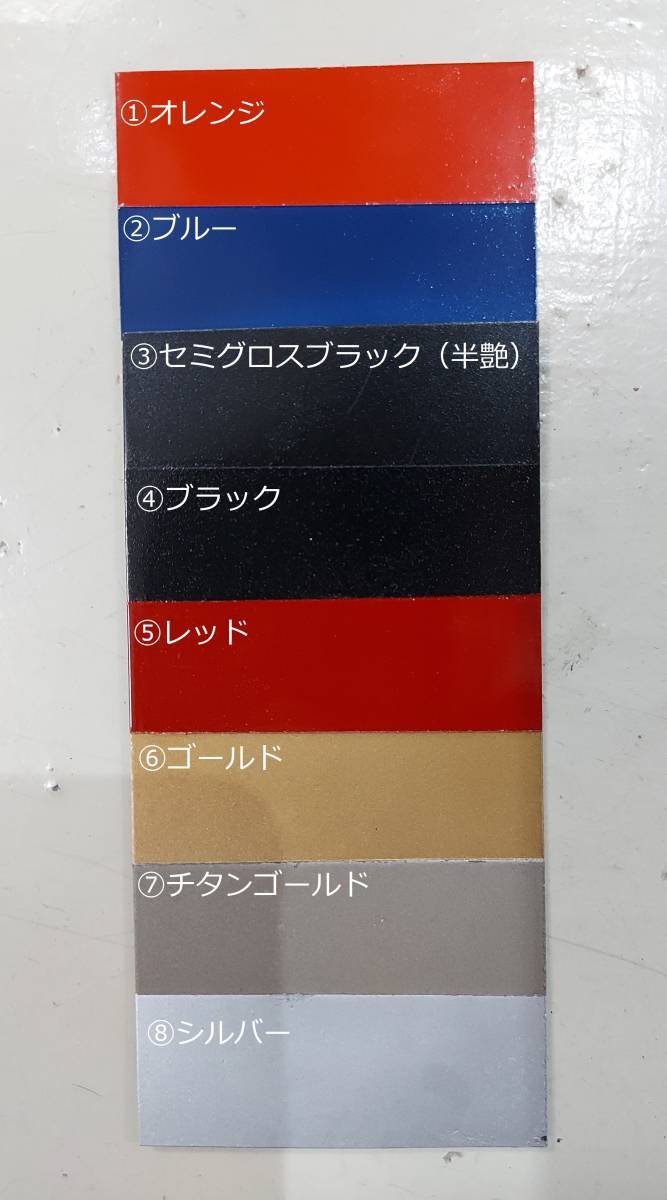 ①オレンジ
②ブルー
③セミグロスブラック（半艶）
④ブラック
⑤レッド
⑥ゴールド
⑦チタンゴールド
⑧シルバー